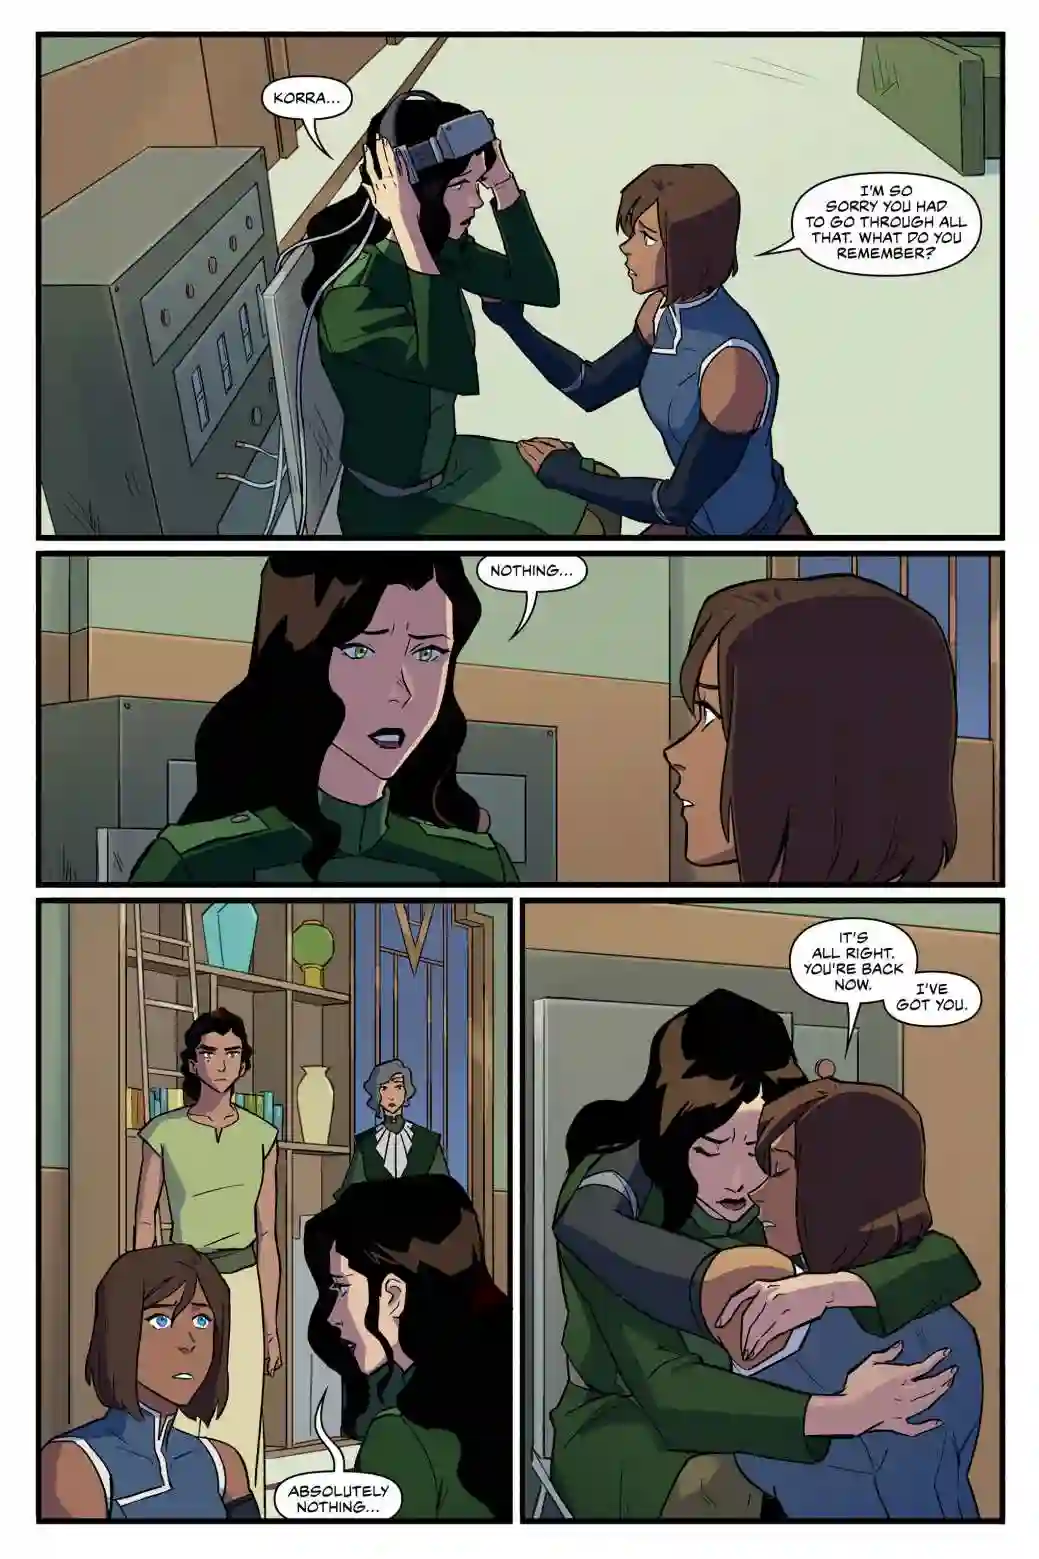 KORRA...
I'M SO
SORRY YOU HAD
TO GO THROUGH ALL
THAT. WHAT DO YOU
REMEMBER?
NOTHING...
ABSOLUTELY
NOTHING...
IT'S
ALL RIGHT.
YOU'RE BACK
NOW.
I'VE
GOT YOU.